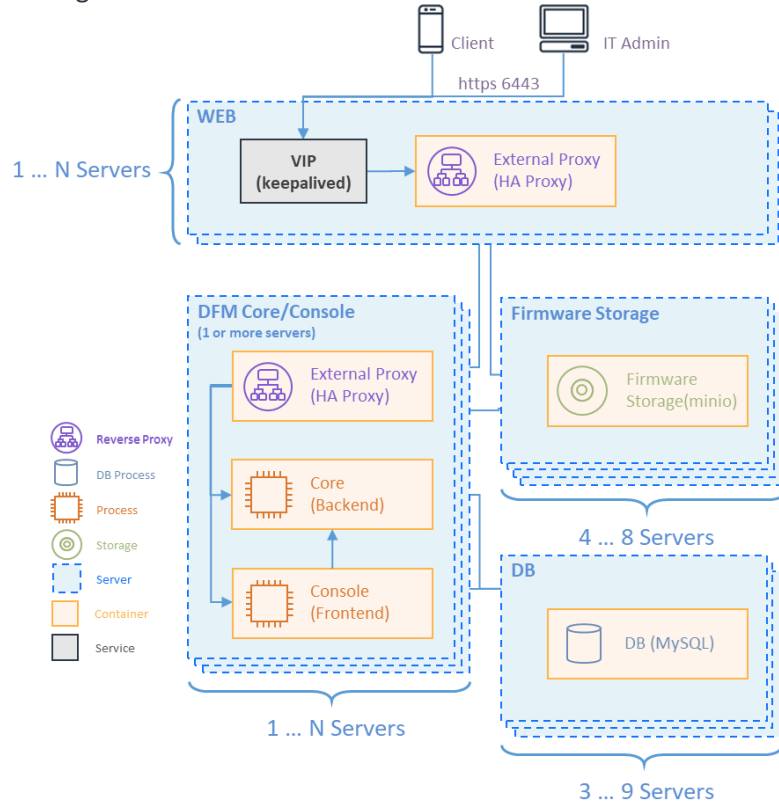 Client
IT Admin
https 6443
WEB
1 ... N Servers
VIP
(keepalived)
External Proxy
(HA Proxy)
DFM Core/Console
(1 or more servers)
External Proxy
(HA Proxy)
Core
(Backend)
Console
(Frontend)
1 ... N Servers
Firmware Storage
Firmware
Storage(minio)
4 ... 8 Servers
DB
DB (MySQL)
3 ... 9 Servers
Reverse Proxy
DB Process
Process
Storage
Server
Container
Service